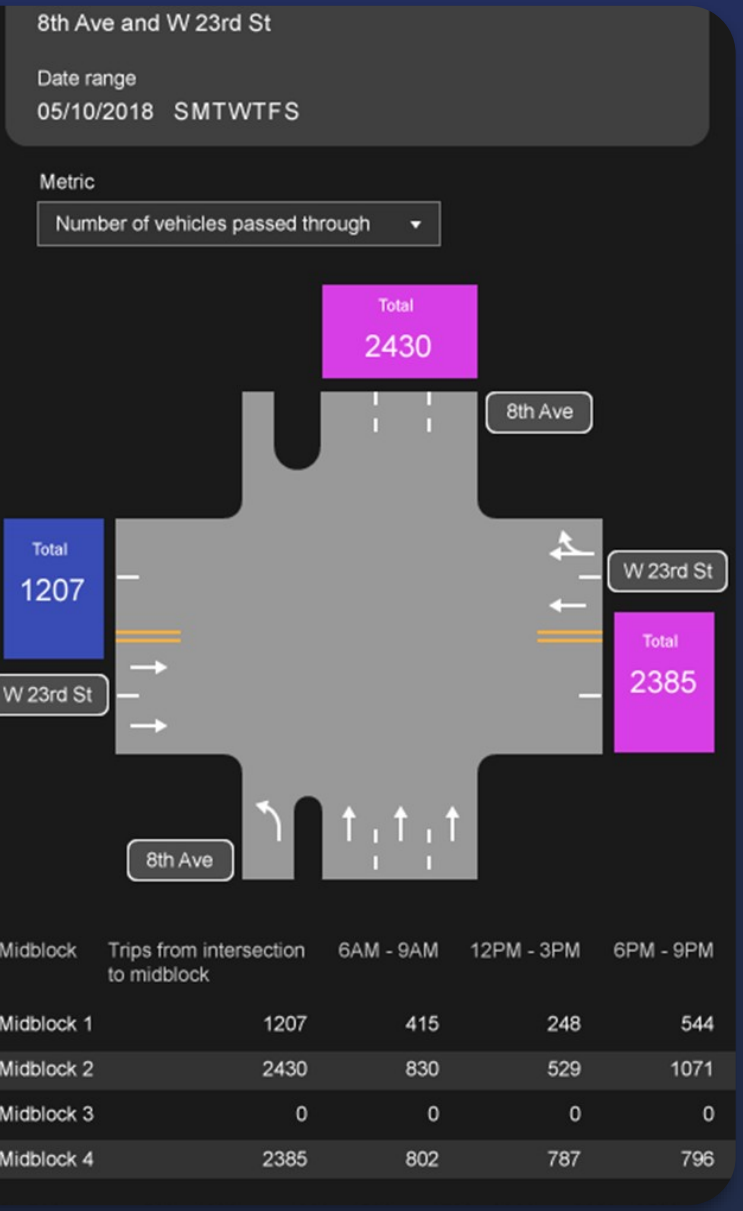 8th Ave and W 23rd St
Date range
05/10/2018 SMTWTFS
Metric
Number of vehicles passed through
Total
2430
8th Ave
Total
1207
W 23rd St
Total
2385
W 23rd St
8th Ave
Midblock Trips from intersection to midblock 6AM - 9AM 12PM - 3PM 6PM - 9PM
Midblock 1 1207 415 248 544
Midblock 2 2430 830 529 1071
Midblock 3 0 0 0 0
Midblock 4 2385 802 787 796